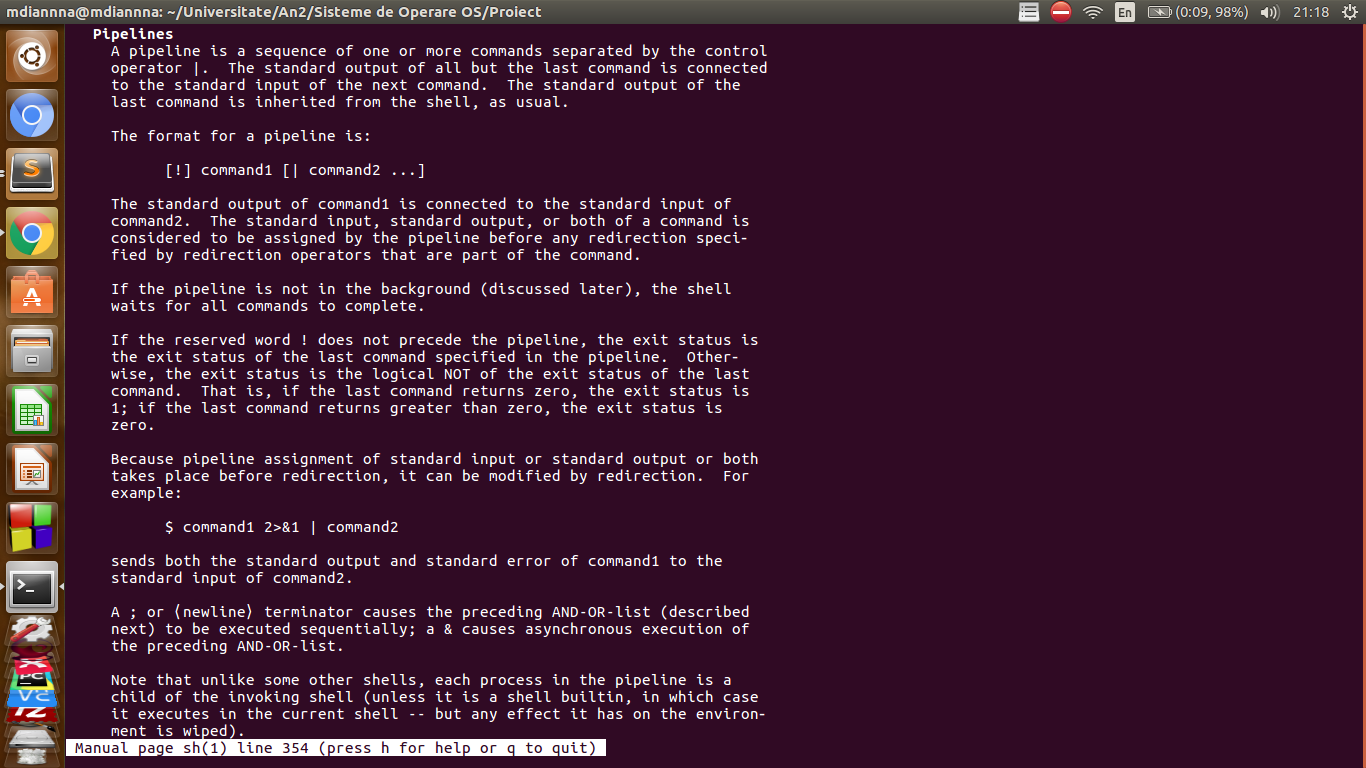 mdiannna@mdiannna: ~/Universitate/An2/Sisteme de Operare OS/Proiect
En
(0:09, 98%)
21:18
Pipelines
A pipeline is a sequence of one or more commands separated by the control
operator |.  The standard output of all but the last command is connected
to the standard input of the next command.  The standard output of the
last command is inherited from the shell, as usual.
The format for a pipeline is:
[!] command1 [| command2 ...]
The standard output of command1 is connected to the standard input of
command2.  The standard input, standard output, or both of a command is
considered to be assigned by the pipeline before any redirection speci‐
fied by redirection operators that are part of the command.
If the pipeline is not in the background (discussed later), the shell
waits for all commands to complete.
If the reserved word ! does not precede the pipeline, the exit status is
the exit status of the last command specified in the pipeline.  Other‐
wise, the exit status is the logical NOT of the exit status of the last
command.  That is, if the last command returns zero, the exit status is
1; if the last command returns greater than zero, the exit status is
zero.
Because pipeline assignment of standard input or standard output or both
takes place before redirection, it can be modified by redirection.  For
example:
$ command1 2>&1 | command2
sends both the standard output and standard error of command1 to the
standard input of command2.
A ; or ⟨newline⟩ terminator causes the preceding AND-OR-list (described
next) to be executed sequentially; a & causes asynchronous execution of
the preceding AND-OR-list.
Note that unlike some other shells, each process in the pipeline is a
child of the invoking shell (unless it is a shell builtin, in which case
it executes in the current shell -- but any effect it has on the environ‐
ment is wiped).
Manual page sh(1) line 354 (press h for help or q to quit)